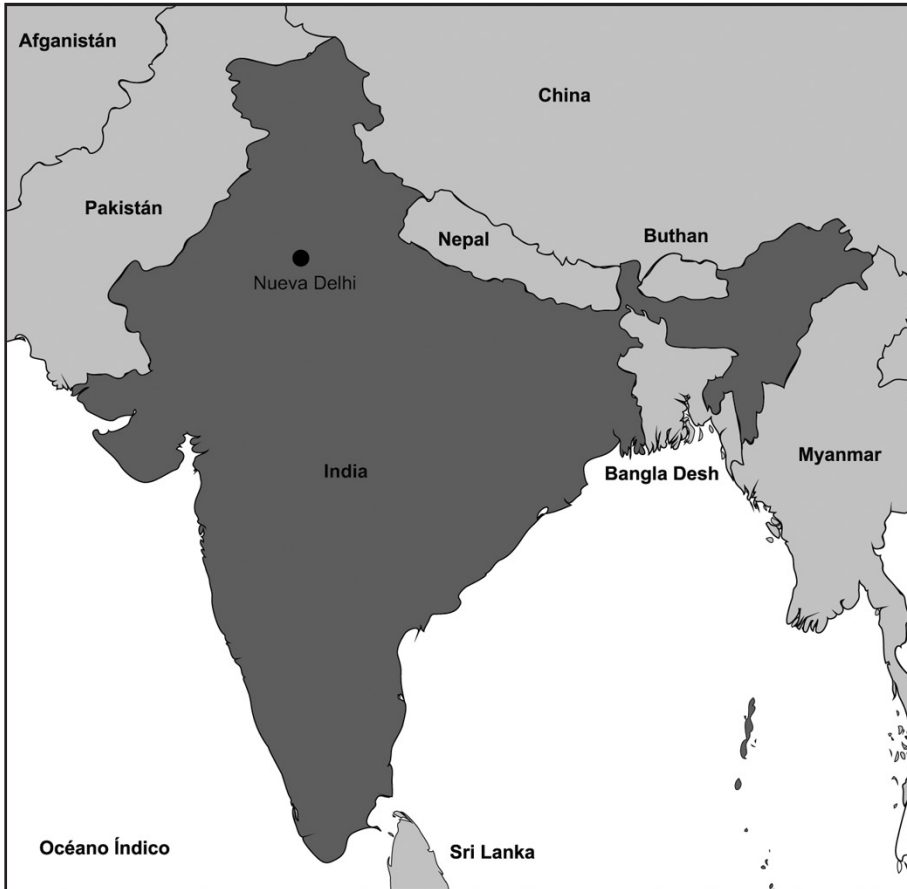 Afganistán
China
Pakistán
Nepal
Buthan
Nueva Delhi
India
Bangla Desh
Myanmar
Océano Índico
Sri Lanka